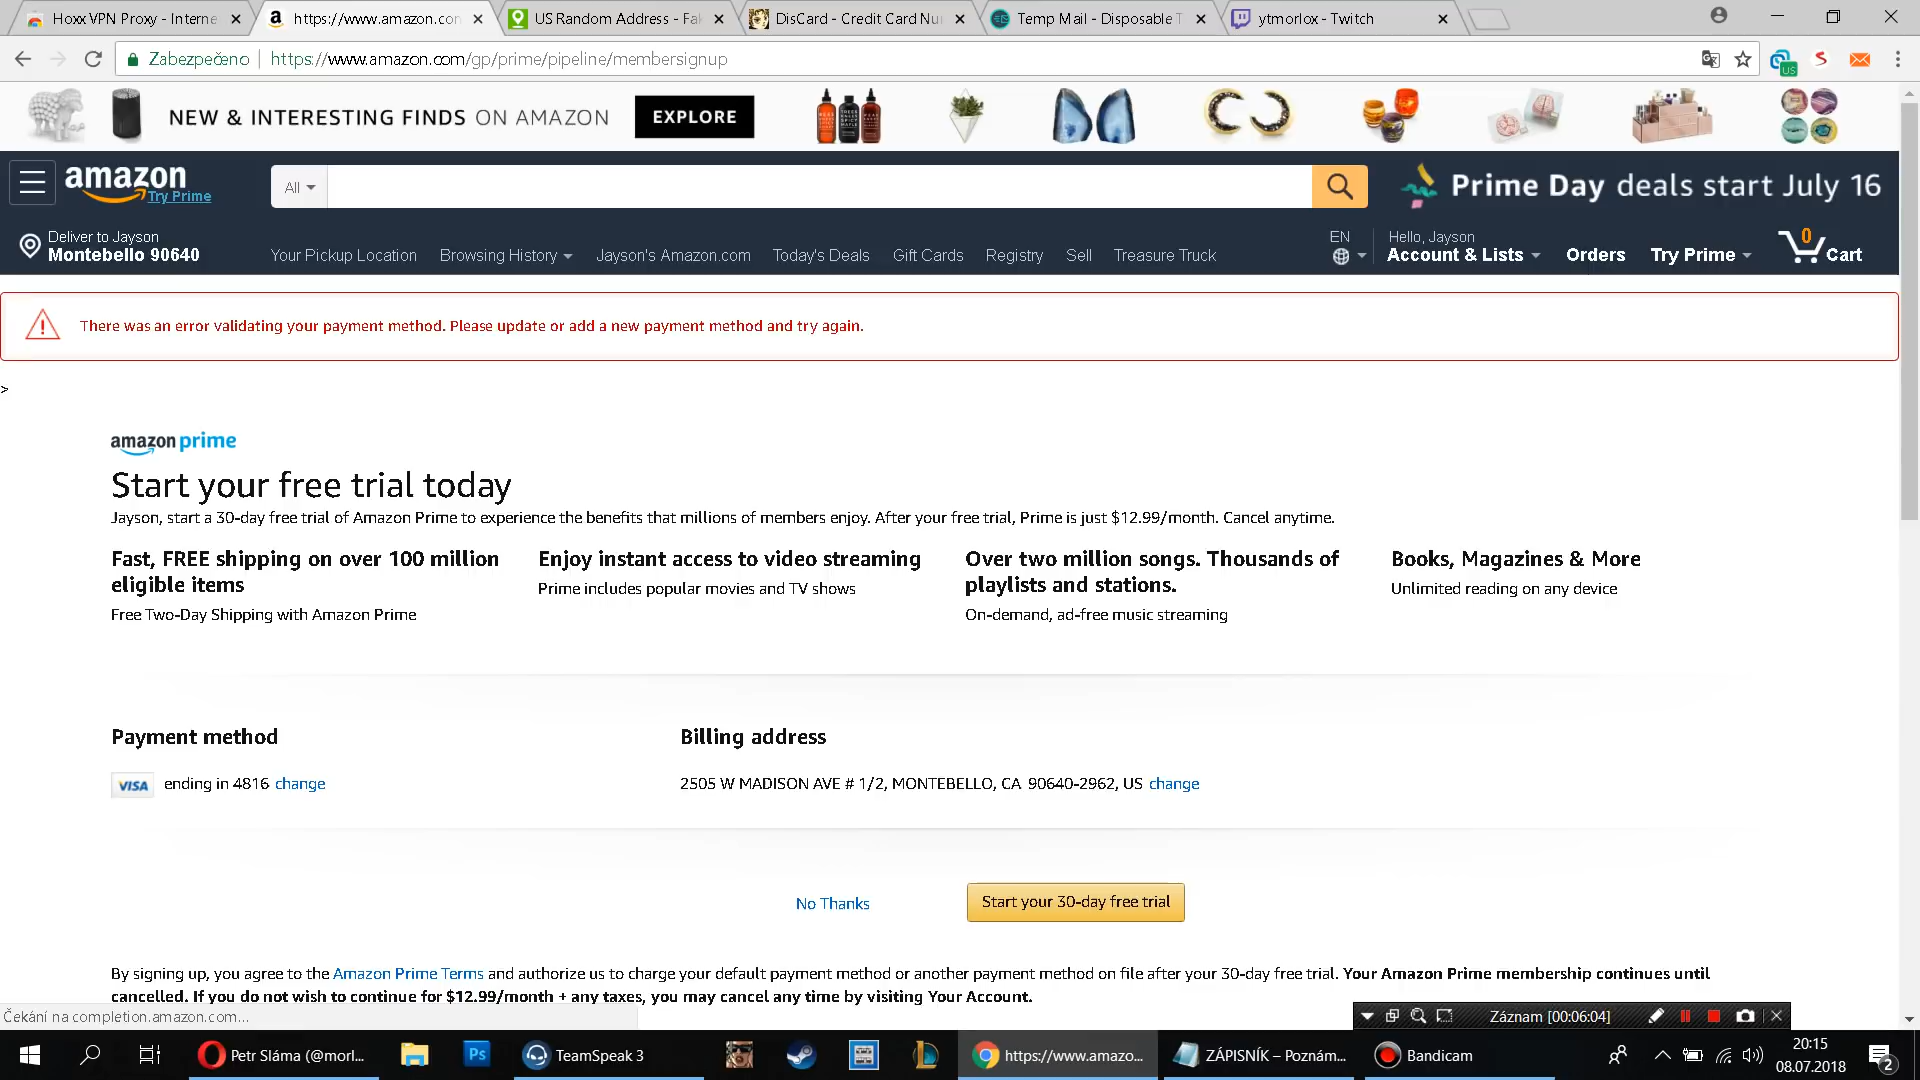 Hoxx VPN Proxy - Interne
https://www.amazon.con
US Random Address - Fak
DisCard - Credit Card Nu
Temp Mail - Disposable T
ytmorlox - Twitch
Zabezpečeno
https://www.amazon.com/gp/prime/pipeline/membersignup
US
S
NEW & INTERESTING FINDS ON AMAZON
EXPLORE
amazon
Try Prime
All
Prime Day deals start July 16
Deliver to Jayson
Montebello 90640
Your Pickup Location
Browsing History
Jayson's Amazon.com
Today's Deals
Gift Cards
Registry
Sell
Treasure Truck
EN
Hello, Jayson
Account & Lists
Orders
Try Prime
0
Cart
There was an error validating your payment method. Please update or add a new payment method and try again.
>
amazon prime
Start your free trial today
Jayson, start a 30-day free trial of Amazon Prime to experience the benefits that millions of members enjoy. After your free trial, Prime is just $12.99/month. Cancel anytime.
Fast, FREE shipping on over 100 million
eligible items
Free Two-Day Shipping with Amazon Prime
Enjoy instant access to video streaming
Prime includes popular movies and TV shows
Over two million songs. Thousands of
playlists and stations.
On-demand, ad-free music streaming
Books, Magazines & More
Unlimited reading on any device
Payment method
VISA ending in 4816 change
Billing address
2505 W MADISON AVE # 1/2, MONTEBELLO, CA 90640-2962, US change
No Thanks
Start your 30-day free trial
By signing up, you agree to the Amazon Prime Terms and authorize us to charge your default payment method or another payment method on file after your 30-day free trial. Your Amazon Prime membership continues until
cancelled. If you do not wish to continue for $12.99/month + any taxes, you may cancel any time by visiting Your Account.
Čekání na completion.amazon.com...
Záznam [00:06:04]
Petr Sláma (@morl...
Ps
TeamSpeak 3
https://www.amazo...
ZÁPISNÍK – Poznám...
Bandicam
20:15
08.07.2018
2